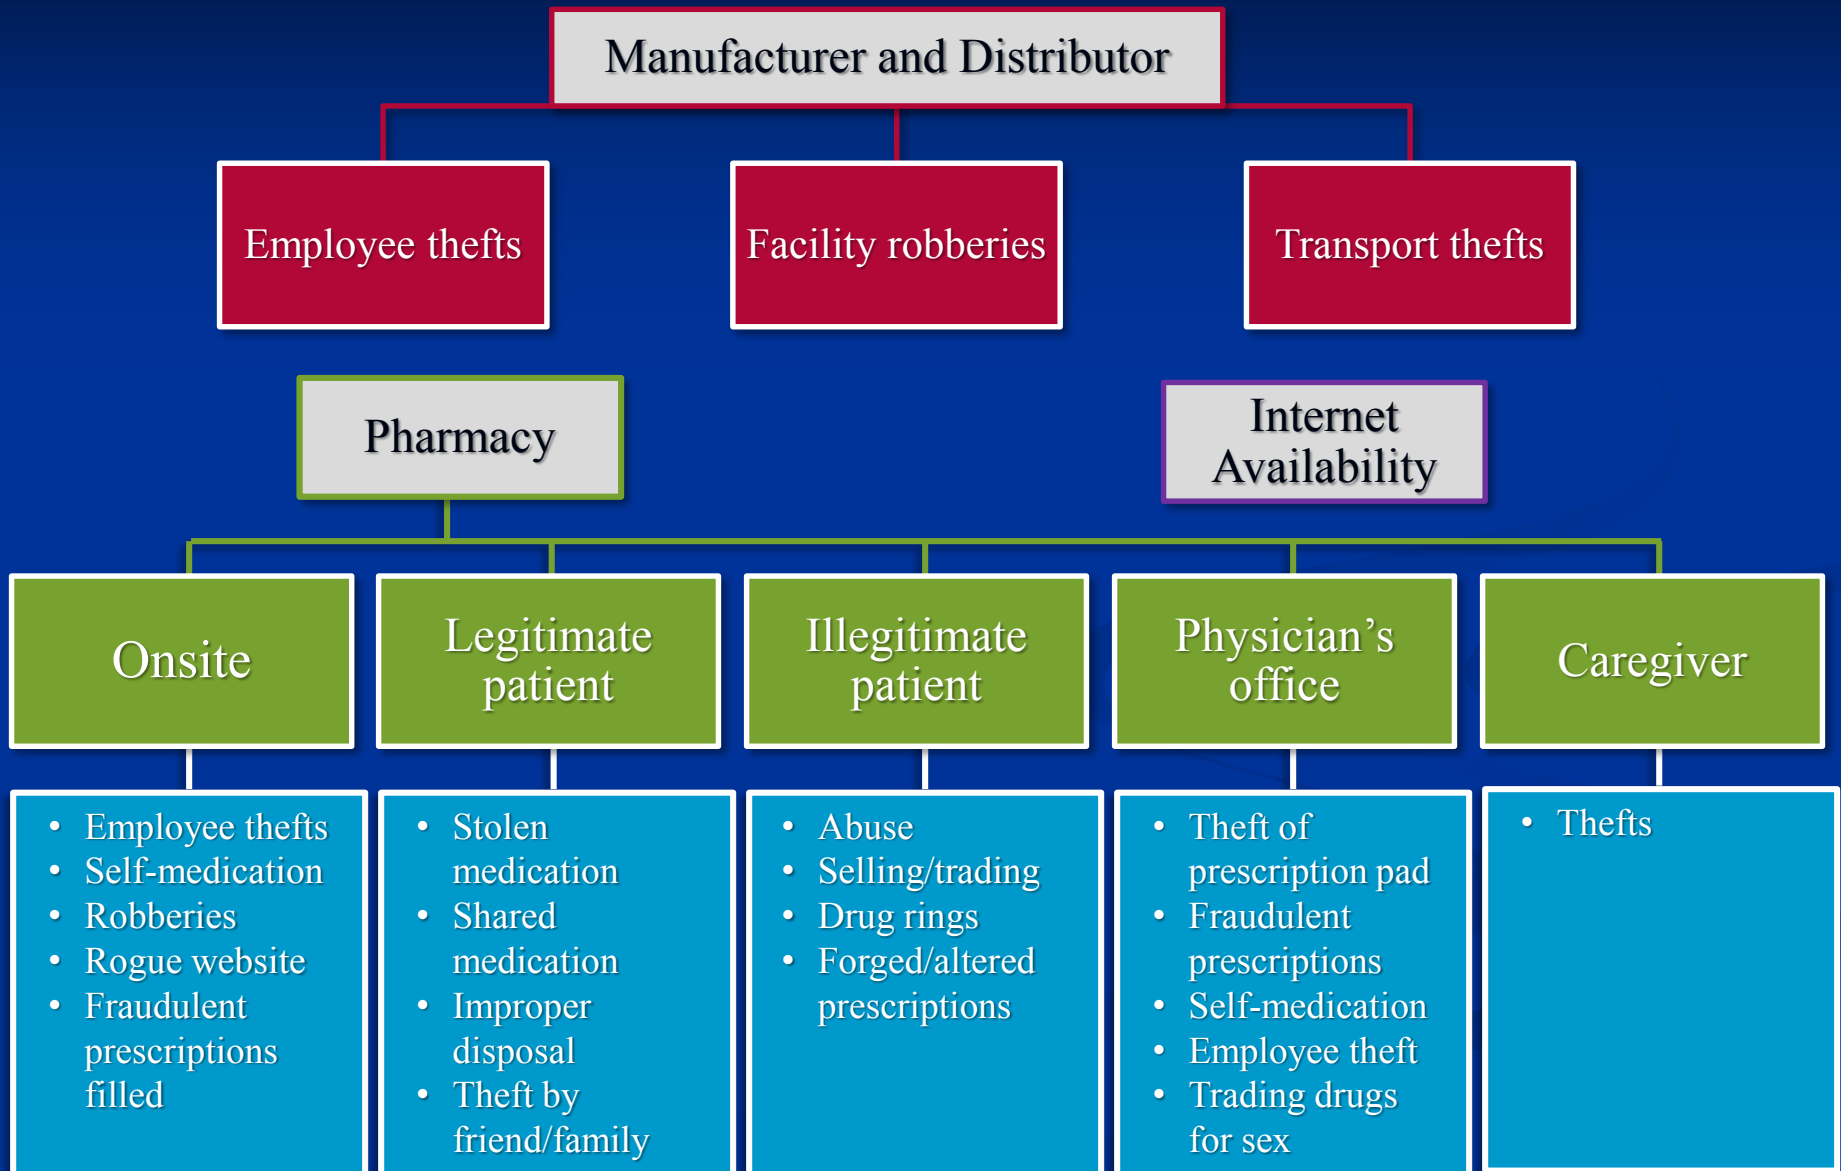 Manufacturer and Distributor
Employee thefts
Facility robberies
Transport thefts
Pharmacy
Internet
Availability
Onsite
Legitimate
patient
Illegitimate
patient
Physician’s
office
Caregiver
• Employee thefts
• Self-medication
• Robberies
• Rogue website
• Fraudulent
prescriptions
filled
• Stolen
medication
• Shared
medication
• Improper
disposal
• Theft by
friend/family
• Abuse
• Selling/trading
• Drug rings
• Forged/altered
prescriptions
• Theft of
prescription pad
• Fraudulent
prescriptions
• Self-medication
• Employee theft
• Trading drugs
for sex
• Thefts